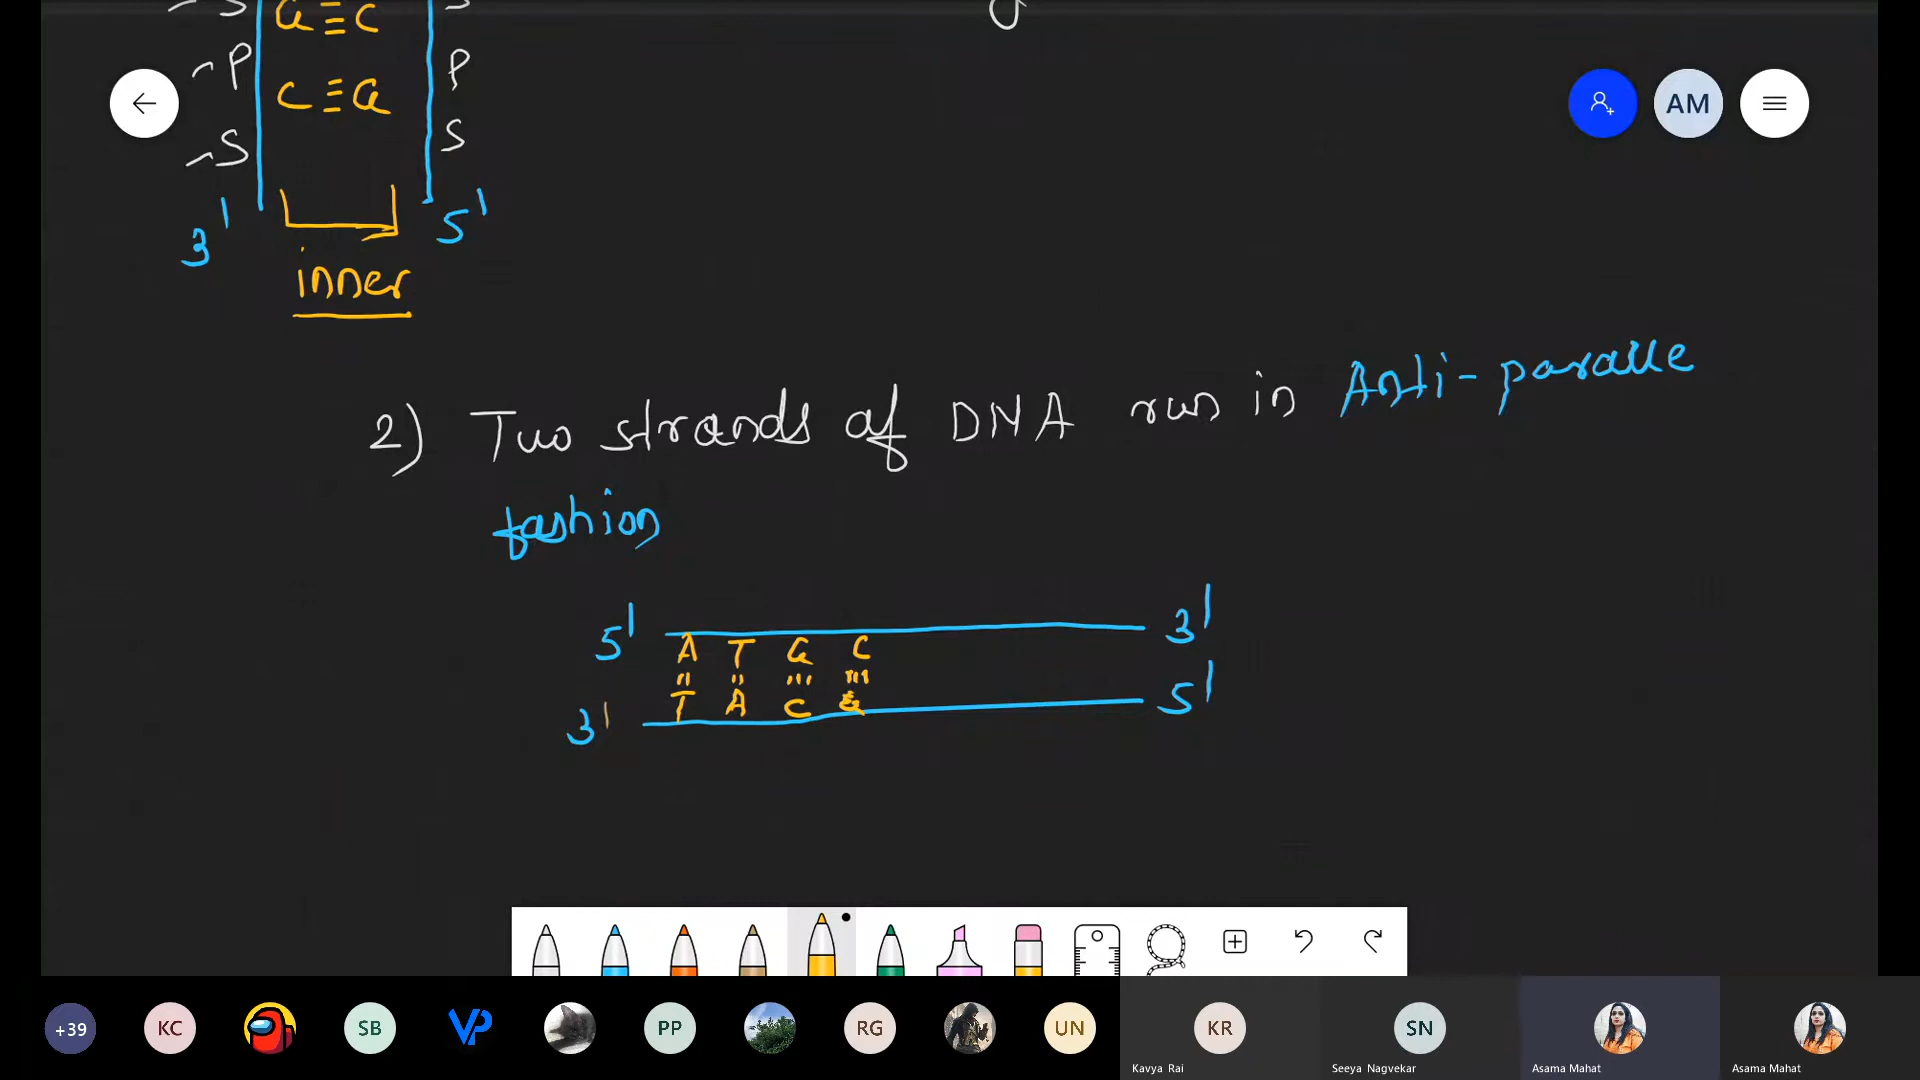 S G≡C S
P P
C≡G
S S
3' 5'
inner
2) Two strands of DNA run in Anti-paralle
fashion
5' A T G C 3'
T A C G
3' 5'
AM
+39 KC SB VP PP RG UN KR SN
Kavya Rai Seeya Nagvekar Asama Mahat Asama Mahat